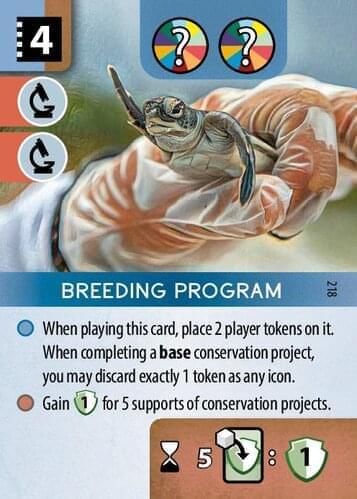 4
? ?
BREEDING PROGRAM
218
When playing this card, place 2 player tokens on it.
When completing a base conservation project,
you may discard exactly 1 token as any icon.
Gain 1 for 5 supports of conservation projects.
5 : 1